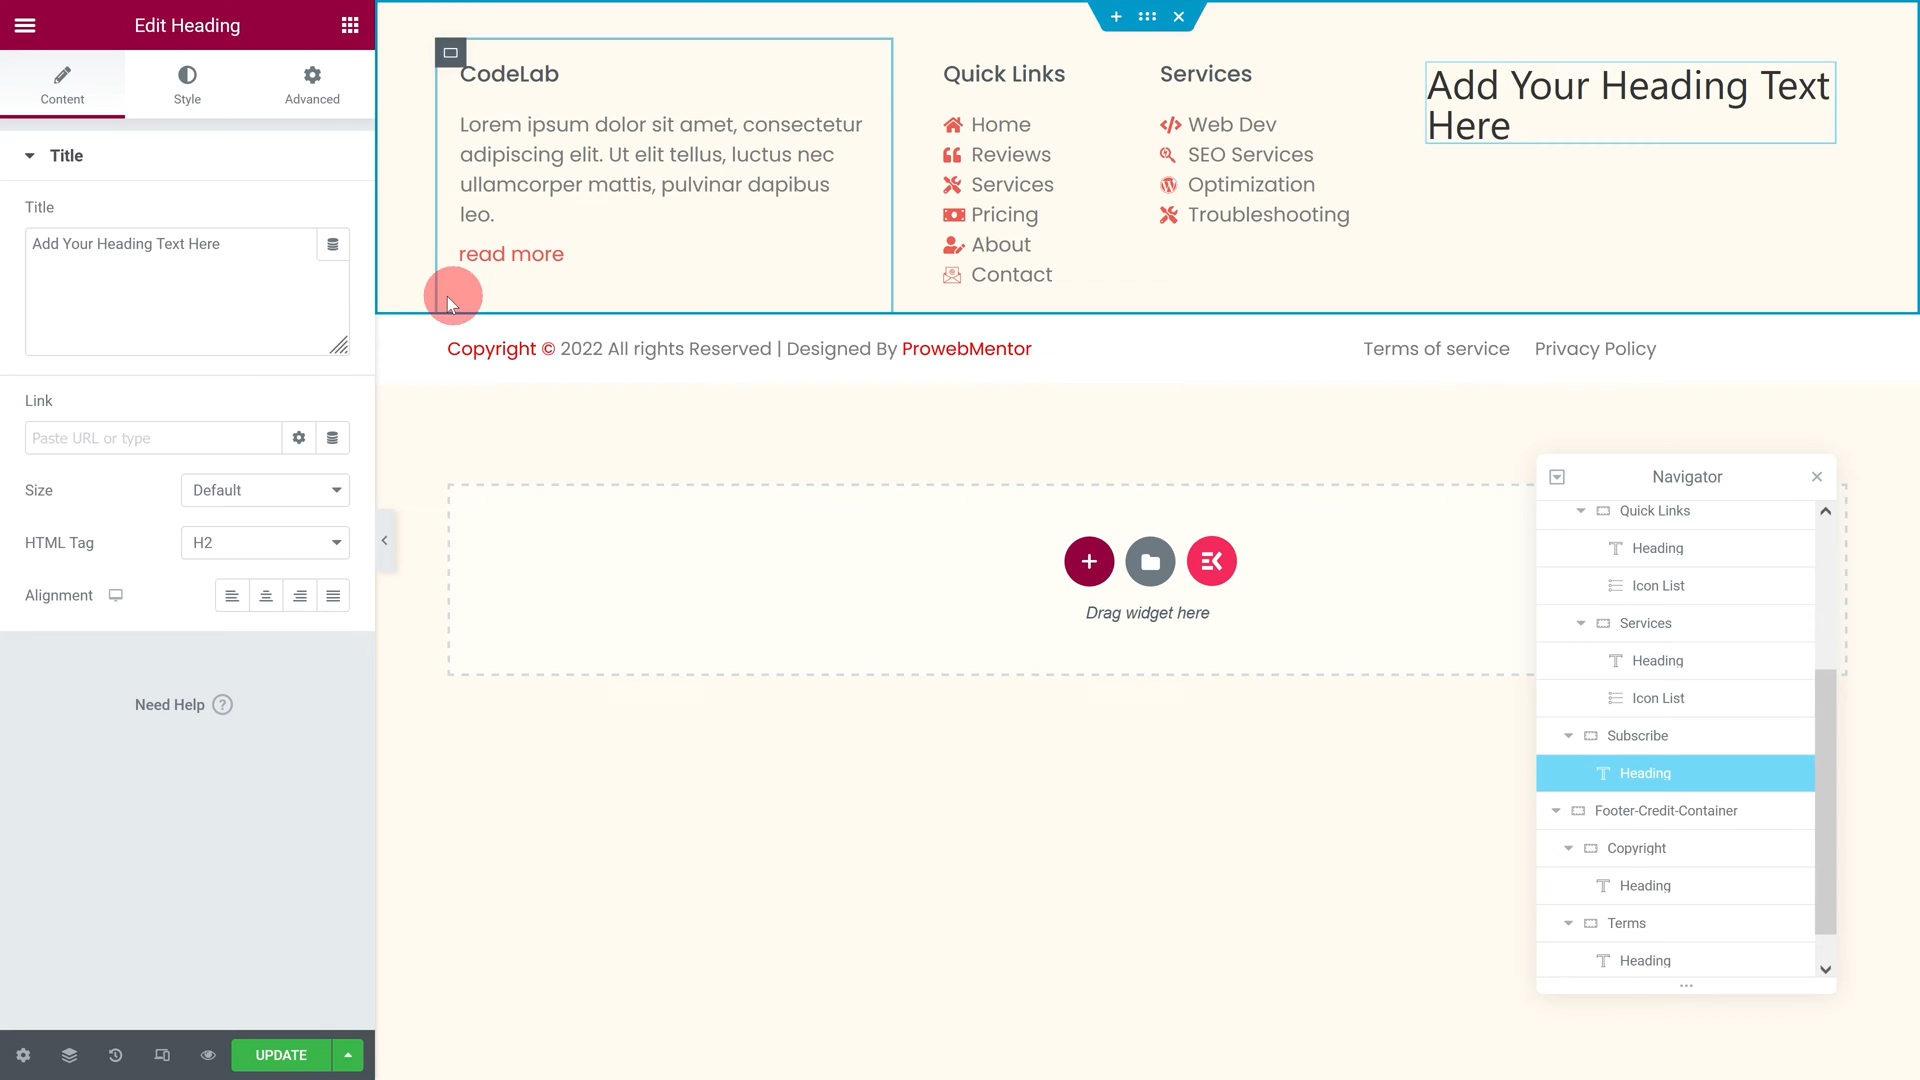 Edit Heading
Content
Style
Advanced
Title
Title
Add Your Heading Text Here
Link
Paste URL or type
Size
Default
HTML Tag
H2
Alignment
Need Help ?
UPDATE
CodeLab
Lorem ipsum dolor sit amet, consectetur
adipiscing elit. Ut elit tellus, luctus nec
ullamcorper mattis, pulvinar dapibus
leo.
read more
Quick Links
Home
Reviews
Services
Pricing
About
Contact
Services
Web Dev
SEO Services
Optimization
Troubleshooting
Add Your Heading Text
Here
Copyright © 2022 All rights Reserved | Designed By ProwebMentor
Terms of service
Privacy Policy
Drag widget here
Navigator
Quick Links
Heading
Icon List
Services
Heading
Icon List
Subscribe
Heading
Footer-Credit-Container
Copyright
Heading
Terms
Heading